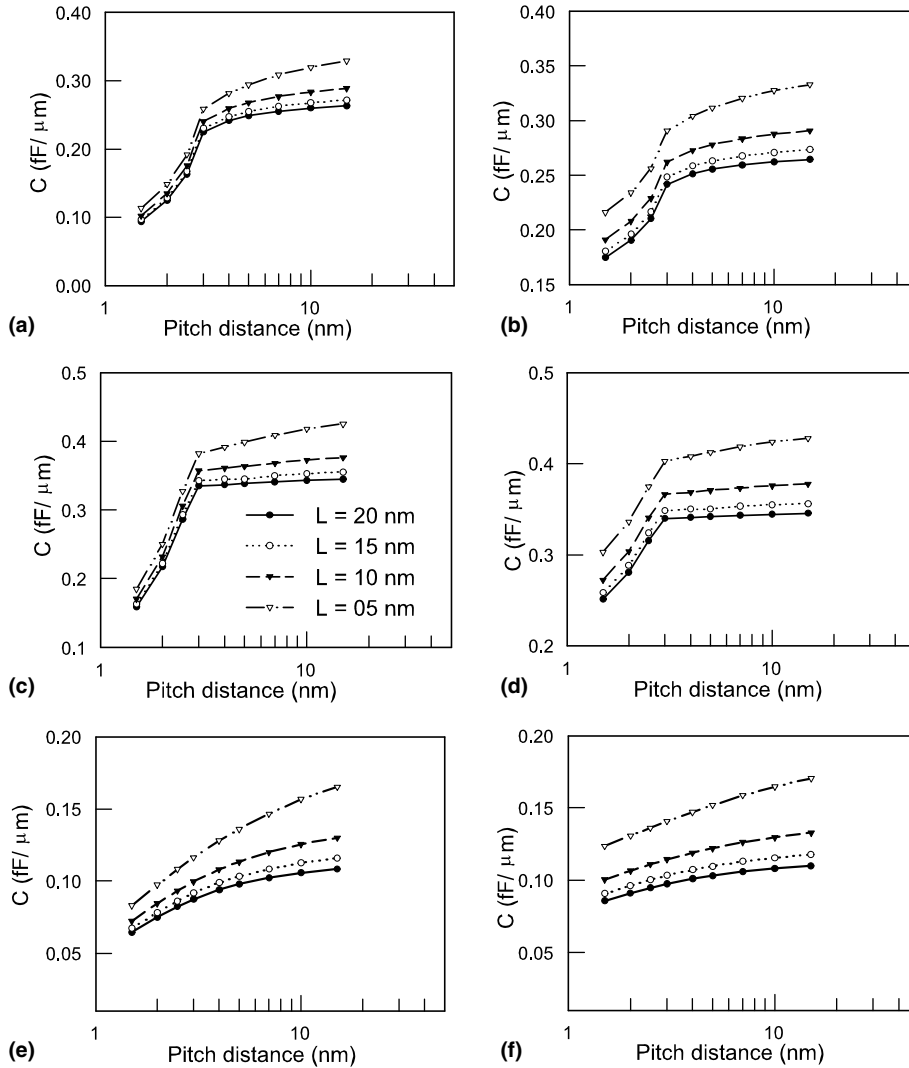 0.40
0.30
0.20
0.10
0.00
C (fF/ μm)
1
10
Pitch distance (nm)
(a)
0.40
0.35
0.30
0.25
0.20
0.15
C (fF/ μm)
1
10
Pitch distance (nm)
(b)
0.5
0.4
0.3
0.2
0.1
C (fF/ μm)
L = 20 nm
L = 15 nm
L = 10 nm
L = 05 nm
1
10
Pitch distance (nm)
(c)
0.5
0.4
0.3
0.2
C (fF/ μm)
1
10
Pitch distance (nm)
(d)
0.20
0.15
0.10
0.05
C (fF/ μm)
1
10
Pitch distance (nm)
(e)
0.20
0.15
0.10
0.05
C (fF/ μm)
1
10
Pitch distance (nm)
(f)